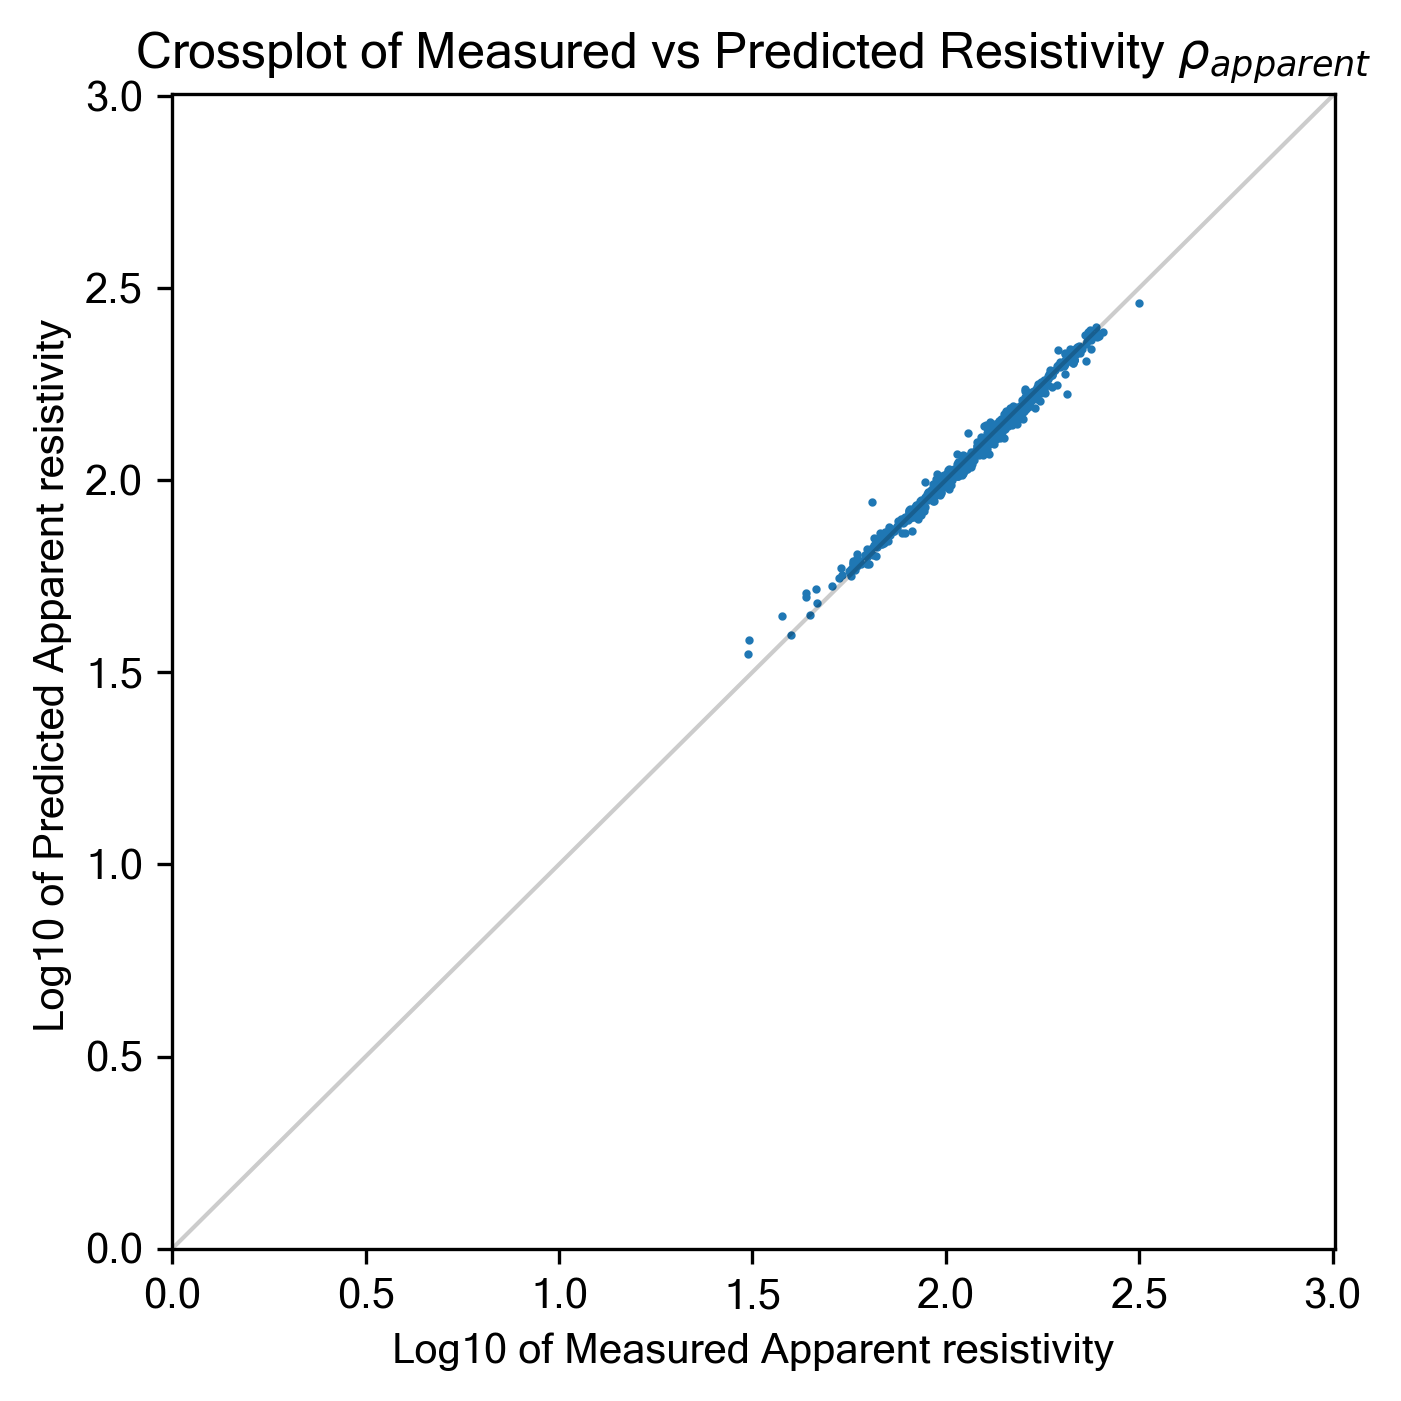 Crossplot of Measured vs Predicted Resistivity ρapparent
3.0
2.5
2.0
1.5
1.0
0.5
0.0
Log10 of Predicted Apparent resistivity
0.0 0.5 1.0 1.5 2.0 2.5 3.0
Log10 of Measured Apparent resistivity